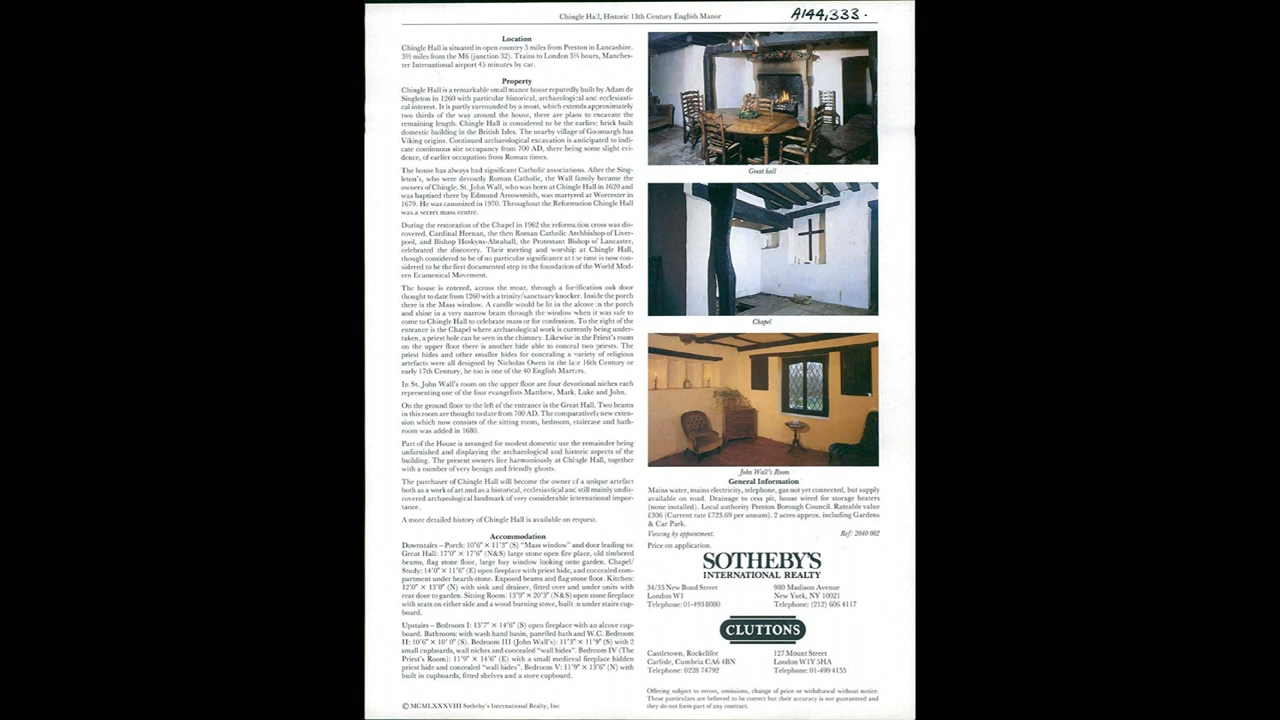 Chingle Hall, Historic 13th Century English Manor
A144,333.
Location
Chingle Hall is situated in open country 5 miles from Preston in Lancashire.
3½ miles from the M6 (junction 32). Trains to London 3¼ hours, Manches-
ter International airport 45 minutes by car.
Property
Chingle Hall is a remarkable small manor house reputedly built by Adam de
Singleton in 1260 with particular historical, archaeological and ecclesiasti-
cal interest. It is partly surrounded by a moat, which extends approximately
two thirds of the way around the house, there are plans to excavate the
remaining length. Chingle Hall is considered to be the earliest brick built
domestic building in the British Isles. The nearby village of Goosnargh has
Viking origins. Continued archaeological excavation is anticipated to indi-
cate continuous site occupancy from 700 AD, there being some slight evi-
dence, of earlier occupation from Roman times.
The house has always had significant Catholic associations. After the Sing-
leton's, who were devoutly Roman Catholic, the Wall family became the
owners of Chingle. St. John Wall, who was born at Chingle Hall in 1620 and
was baptised there by Edmund Arrowsmith, was martyred at Worcester in
1679. He was canonized in 1970. Throughout the Reformation Chingle Hall
was a secret mass centre.
During the restoration of the Chapel in 1962 the reformation cross was dis-
covered. Cardinal Heenan, the then Roman Catholic Archbishop of Liver-
pool, and Bishop Hoskyns-Abrahall, the Protestant Bishop of Lancaster,
celebrated the discovery. Their meeting and worship at Chingle Hall,
though considered to be of no particular significance at the time is now con-
sidered to be the first documented step in the foundation of the World Mod-
ern Ecumenical Movement.
The house is entered, across the moat, through a fortification oak door
thought to date from 1260 with a trinity/sanctuary knocker. Inside the porch
there is the Mass window. A candle would be lit in the alcove in the porch
and shine in a very narrow beam through the window when it was safe to
come to Chingle Hall to celebrate mass or for confession. To the right of the
entrance is the Chapel where archaeological work is currently being under-
taken, a priest hole can be seen in the chimney. Likewise in the Priest's room
on the upper floor there is another hide able to conceal two priests. The
priest hides and other smaller hides for concealing a variety of religious
artefacts were all designed by Nicholas Owen in the late 16th Century or
early 17th Century, he too is one of the 40 English Martyrs.
In St. John Wall's room on the upper floor are four devotional niches each
representing one of the four evangelists Matthew, Mark, Luke and John.
On the ground floor to the left of the entrance is the Great Hall. Two beams
in this room are thought to date from 700 AD. The comparatively new exten-
sion which now consists of the sitting room, bedroom, staircase and bath-
room was added in 1680.
Part of the House is arranged for modest domestic use the remainder being
unfurnished and displaying the archaeological and historic aspects of the
building. The present owners live harmoniously at Chingle Hall, together
with a number of very benign and friendly ghosts.
The purchaser of Chingle Hall will become the owner of a unique artefact
both as a work of art and as a historical, ecclesiastical and still mainly undis-
covered archaeological landmark of very considerable international impor-
tance.
A more detailed history of Chingle Hall is available on request.
Accommodation
Downstairs – Porch: 10'6" × 11'3" (S) "Mass window" and door leading to:
Great Hall: 17'0" × 17'6" (N&S) large stone open fire place, old timbered
beams, flag stone floor, large bay window looking onto garden. Chapel/
Study: 14'0" × 11'6" (E) open fireplace with priest hide, and concealed com-
partment under hearth stone. Exposed beams and flag stone floor. Kitchen:
12'0" × 13'0" (N) with sink and drainer, fitted over and under units with
rear door to garden. Sitting Room: 13'9" × 20'3" (N&S) open stone fireplace
with seats on either side and a wood burning stove, built in under stairs cup-
board.
Upstairs – Bedroom I: 13'7" × 14'6" (S) open fireplace with an alcove cup-
board. Bathroom: with wash hand basin, panelled bath and W.C. Bedroom
II: 10'6" × 10' 0" (S). Bedroom III (John Wall's): 11'3" × 11'9" (S) with 2
small cupboards, wall niches and concealed "wall hides". Bedroom IV (The
Priest's Room): 11'9" × 14'6" (E) with a small medieval fireplace hidden
priest hide and concealed "wall hides". Bedroom V: 11'9" × 13'6" (N) with
built in cupboards, fitted shelves and a store cupboard.
© MCMLXXXVIII Sotheby's International Realty, Inc
Great hall
Chapel
John Wall's Room
General Information
Mains water, mains electricity, telephone, gas not yet connected, but supply
available on road. Drainage to cess pit, house wired for storage heaters
(none installed). Local authority Preston Borough Council. Rateable value
£306 (Current rate £723.69 per annum). 2 acres approx. including Gardens
& Car Park.
Viewing by appointment. Ref: 2040 002
Price on application.
SOTHEBY'S
INTERNATIONAL REALTY
34/35 New Bond Street 980 Madison Avenue
London W1 New York, NY 10021
Telephone: 01-493 8080 Telephone: (212) 606 4117
CLUTTONS
Castletown, Rockcliffe 127 Mount Street
Carlisle, Cumbria CA6 4BN London W1Y 5HA
Telephone: 0228 74792 Telephone: 01-499 4155
Offering subject to errors, omissions, change of price or withdrawal without notice.
These particulars are believed to be correct but their accuracy is not guaranteed and
they do not form part of any contract.